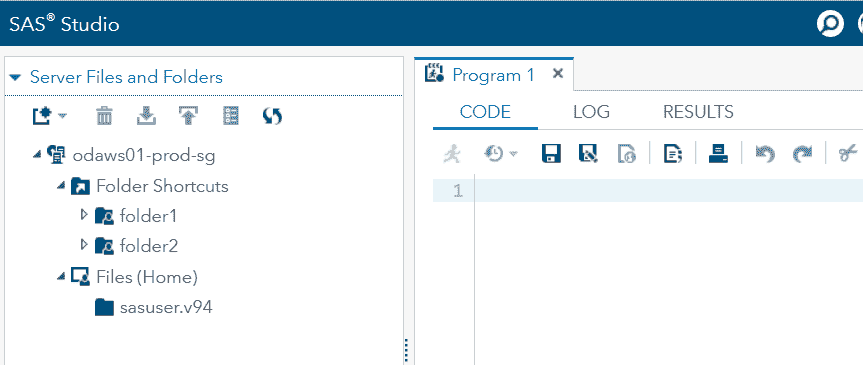 SAS® Studio
Server Files and Folders
odaws01-prod-sg
Folder Shortcuts
folder1
folder2
Files (Home)
sasuser.v94
Program 1
CODE LOG RESULTS
1